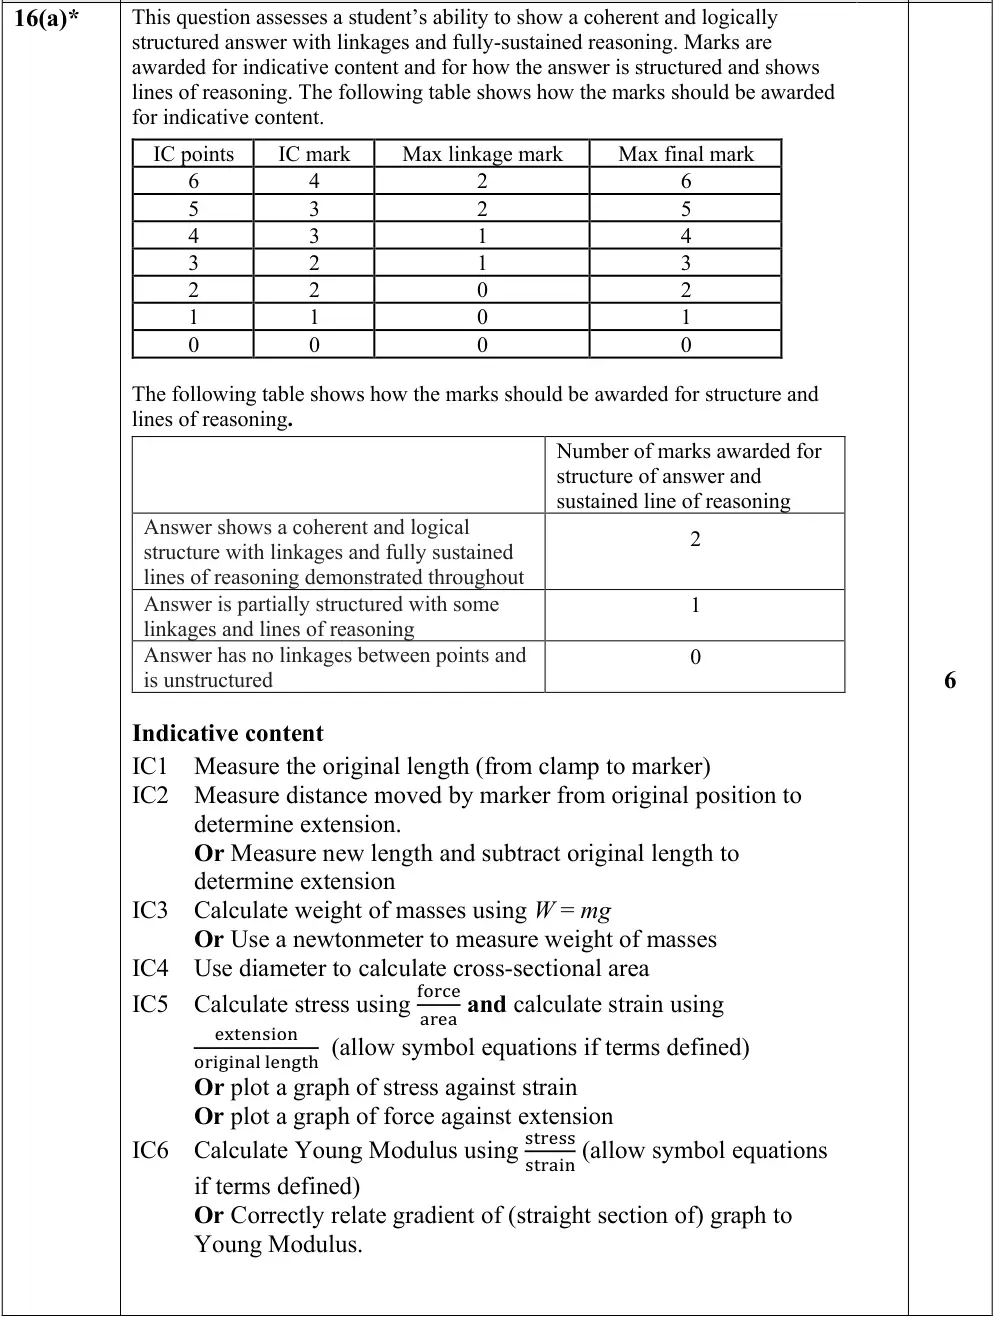 16(a)*
This question assesses a student’s ability to show a coherent and logically
structured answer with linkages and fully-sustained reasoning. Marks are
awarded for indicative content and for how the answer is structured and shows
lines of reasoning. The following table shows how the marks should be awarded
for indicative content.
IC points IC mark Max linkage mark Max final mark
6 4 2 6
5 3 2 5
4 3 1 4
3 2 1 3
2 2 0 2
1 1 0 1
0 0 0 0
The following table shows how the marks should be awarded for structure and
lines of reasoning.
Number of marks awarded for
structure of answer and
sustained line of reasoning
Answer shows a coherent and logical
structure with linkages and fully sustained
lines of reasoning demonstrated throughout
2
Answer is partially structured with some
linkages and lines of reasoning
1
Answer has no linkages between points and
is unstructured
0
6
Indicative content
IC1 Measure the original length (from clamp to marker)
IC2 Measure distance moved by marker from original position to
determine extension.
Or Measure new length and subtract original length to
determine extension
IC3 Calculate weight of masses using W = mg
Or Use a newtonmeter to measure weight of masses
IC4 Use diameter to calculate cross-sectional area
IC5 Calculate stress using force/area and calculate strain using
extension/original length (allow symbol equations if terms defined)
Or plot a graph of stress against strain
Or plot a graph of force against extension
IC6 Calculate Young Modulus using stress/strain (allow symbol equations
if terms defined)
Or Correctly relate gradient of (straight section of) graph to
Young Modulus.